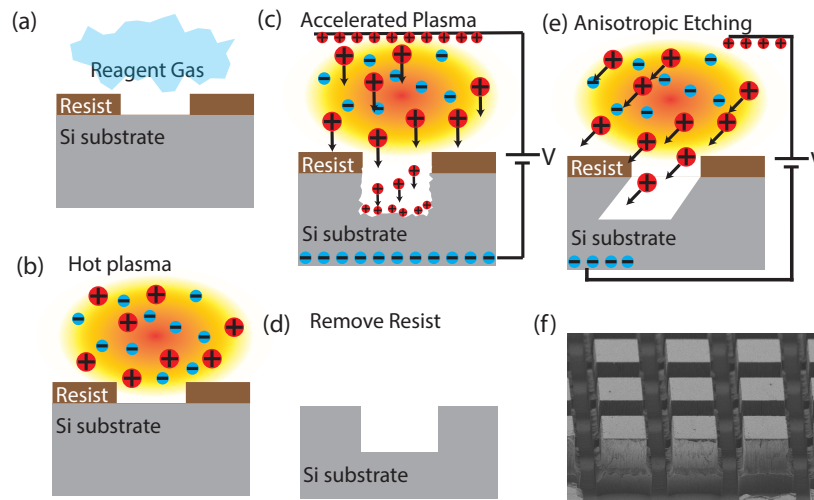 (a)
Reagent Gas
Resist
Si substrate
(b)
Hot plasma
Resist
Si substrate
(c)
Accelerated Plasma
V
Resist
Si substrate
(d)
Remove Resist
Si substrate
(e)
Anisotropic Etching
V
Resist
Si substrate
(f)